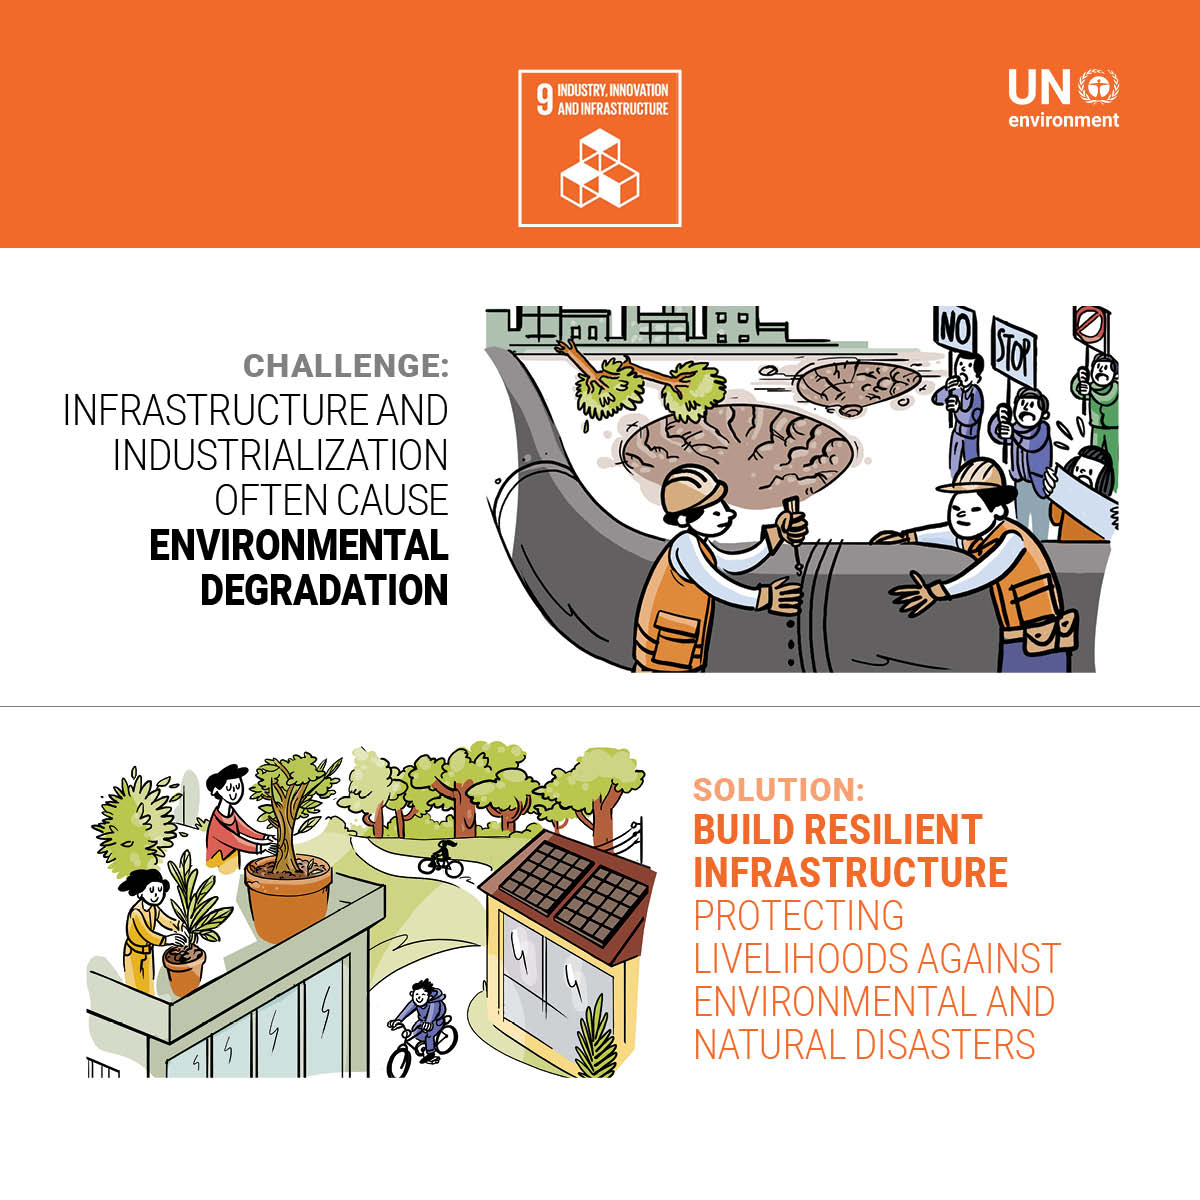 9 INDUSTRY, INNOVATION
AND INFRASTRUCTURE
UN
environment
CHALLENGE:
INFRASTRUCTURE AND
INDUSTRIALIZATION
OFTEN CAUSE
ENVIRONMENTAL
DEGRADATION
NO
STOP
SOLUTION:
BUILD RESILIENT
INFRASTRUCTURE
PROTECTING
LIVELIHOODS AGAINST
ENVIRONMENTAL AND
NATURAL DISASTERS